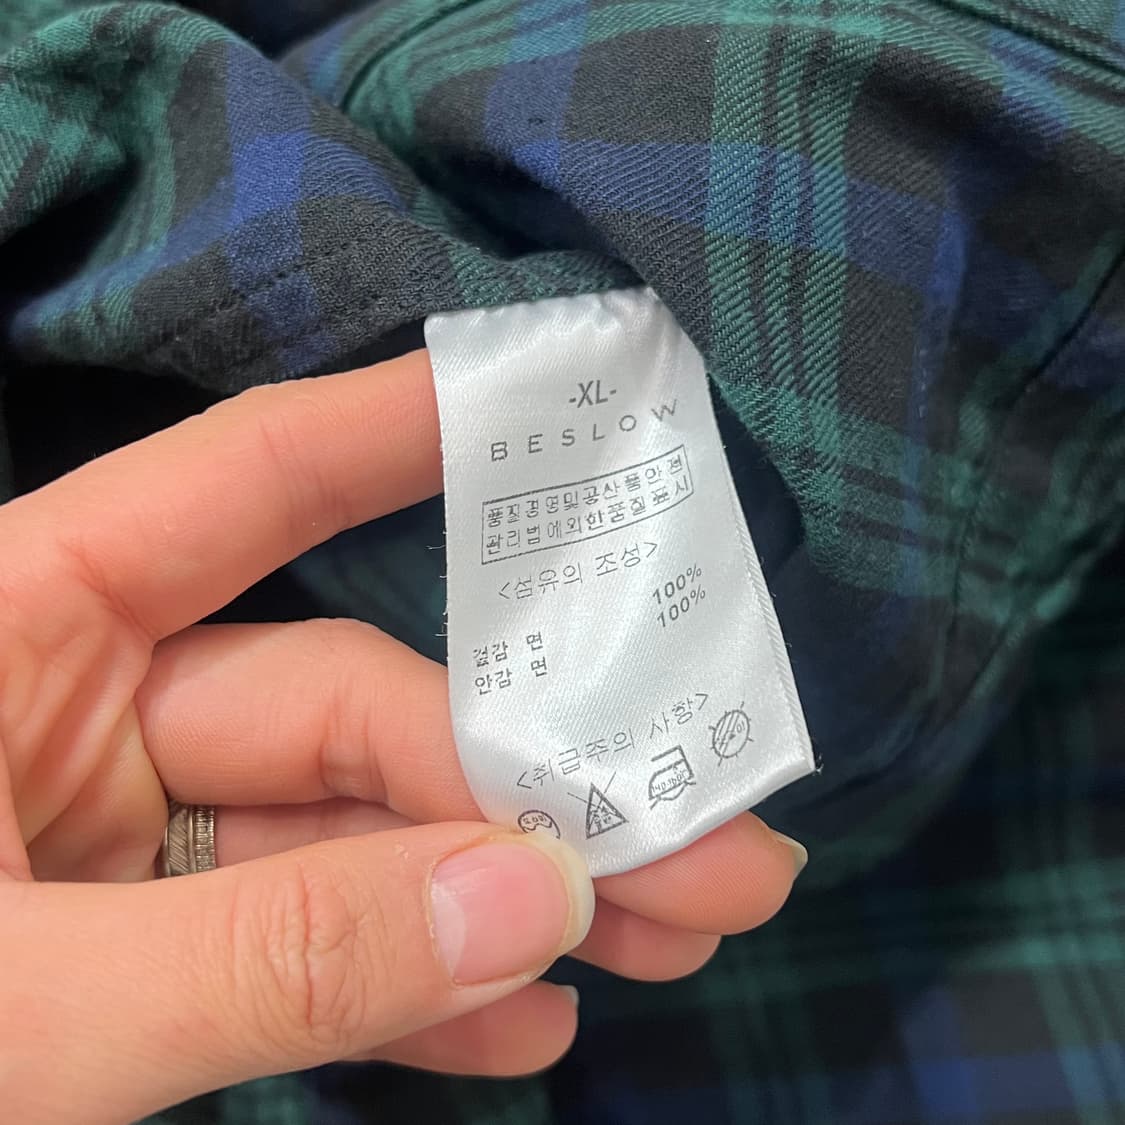 -XL-
BESLOW
품질경영및공산품안전
관리법에의한품질표시
<섬유의 조성>
겉감 면 100%
안감 면 100%
<취급주의 사항>